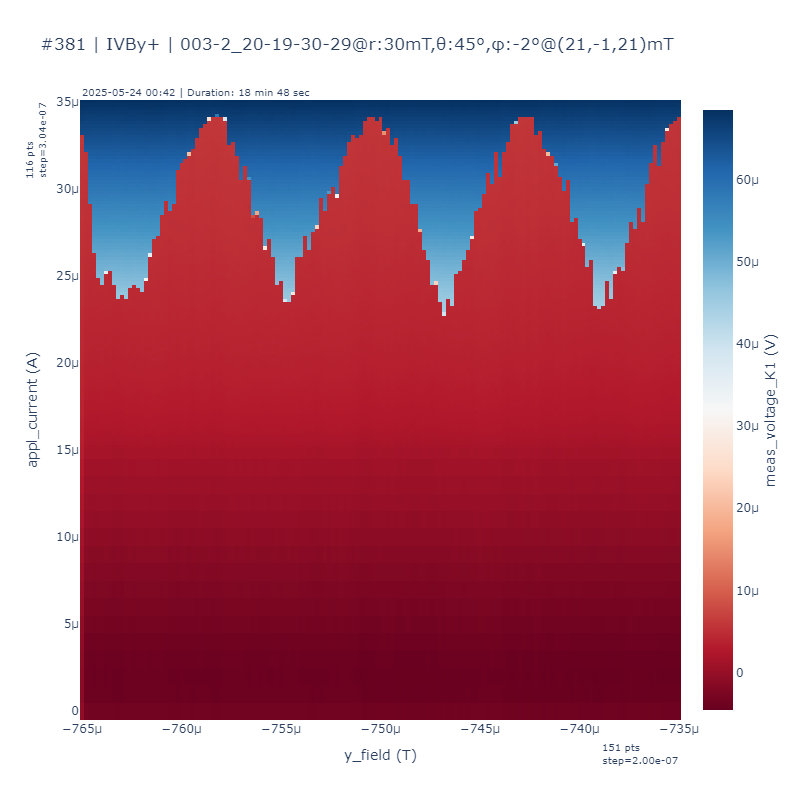 #381 | IVBy+ | 003-2_20-19-30-29@r:30mT,θ:45°,φ:-2°@(21,-1,21)mT
2025-05-24 00:42 | Duration: 18 min 48 sec
116 pts
step=3.04e-07
appl_current (A)
35μ
30μ
25μ
20μ
15μ
10μ
5μ
0
−765μ
−760μ
−755μ
−750μ
−745μ
−740μ
−735μ
y_field (T)
151 pts
step=2.00e-07
60μ
50μ
40μ
30μ
20μ
10μ
0
meas_voltage_K1 (V)